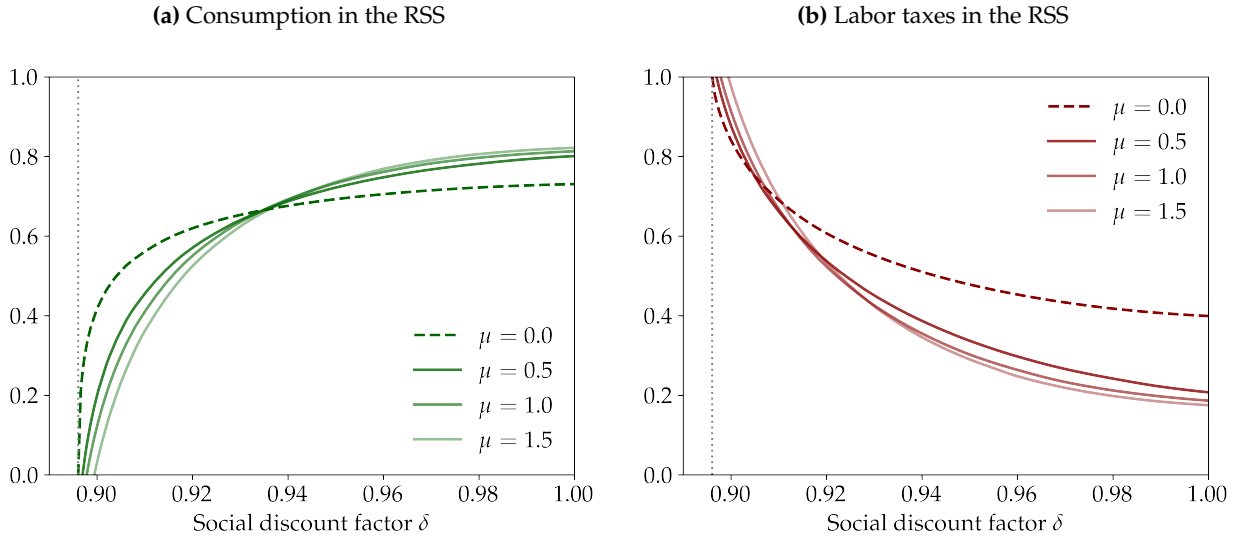 (a) Consumption in the RSS
1.0
0.8
0.6
0.4
0.2
0.0
μ = 0.0
μ = 0.5
μ = 1.0
μ = 1.5
0.90 0.92 0.94 0.96 0.98 1.00
Social discount factor δ
(b) Labor taxes in the RSS
1.0
0.8
0.6
0.4
0.2
0.0
μ = 0.0
μ = 0.5
μ = 1.0
μ = 1.5
0.90 0.92 0.94 0.96 0.98 1.00
Social discount factor δ